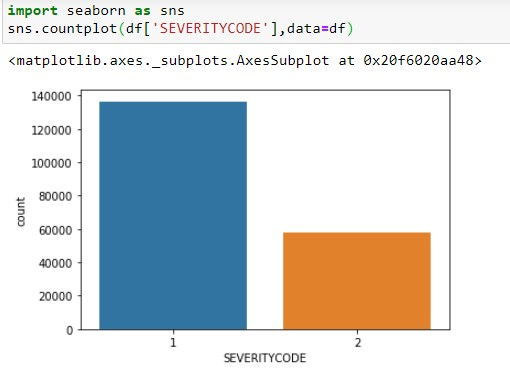 import seaborn as sns
sns.countplot(df['SEVERITYCODE'],data=df)
<matplotlib.axes._subplots.AxesSubplot at 0x20f6020aa48>
140000
120000
100000
80000
60000
40000
20000
0
count
1 2
SEVERITYCODE